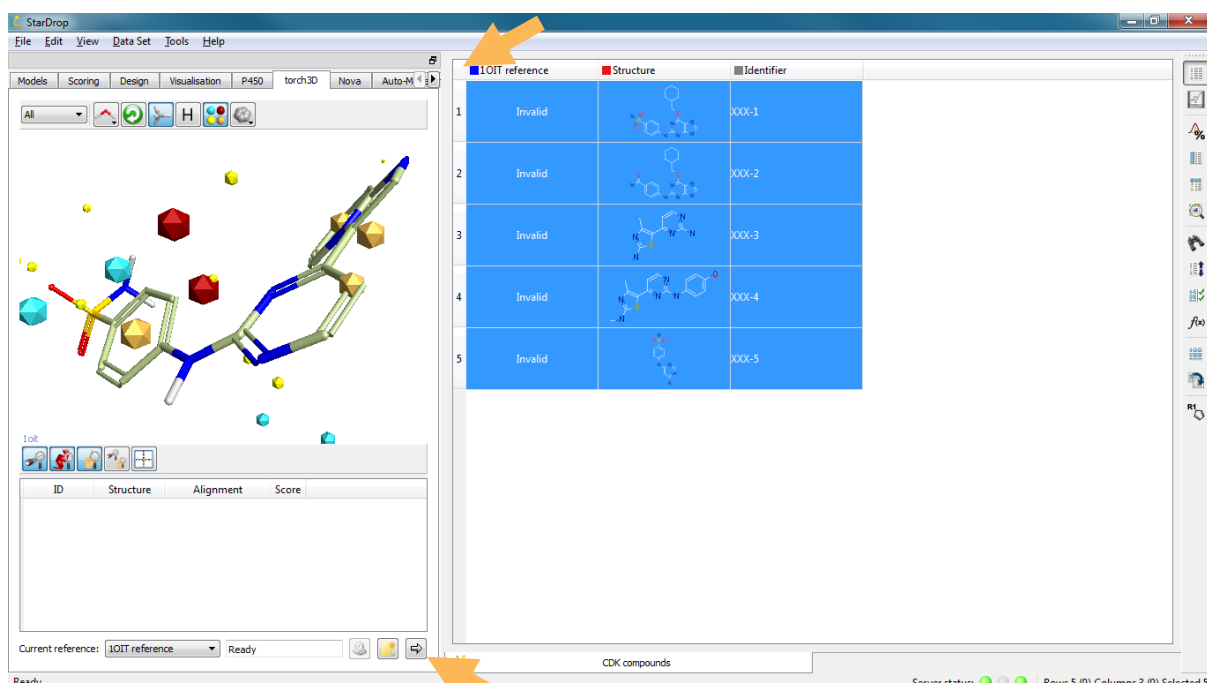 StarDrop
File Edit View Data Set Tools Help
Models Scoring Design Visualisation P450 torch3D Nova Auto-M
All
H
1oit
ID Structure Alignment Score
Current reference: 1OIT reference Ready
Ready
1OIT reference Structure Identifier
1 Invalid XXX-1
2 Invalid XXX-2
3 Invalid XXX-3
4 Invalid XXX-4
5 Invalid XXX-5
CDK compounds
%
f(x)
R1
Server status: Rows 5 (0) Columns 3 (0) Selected 5